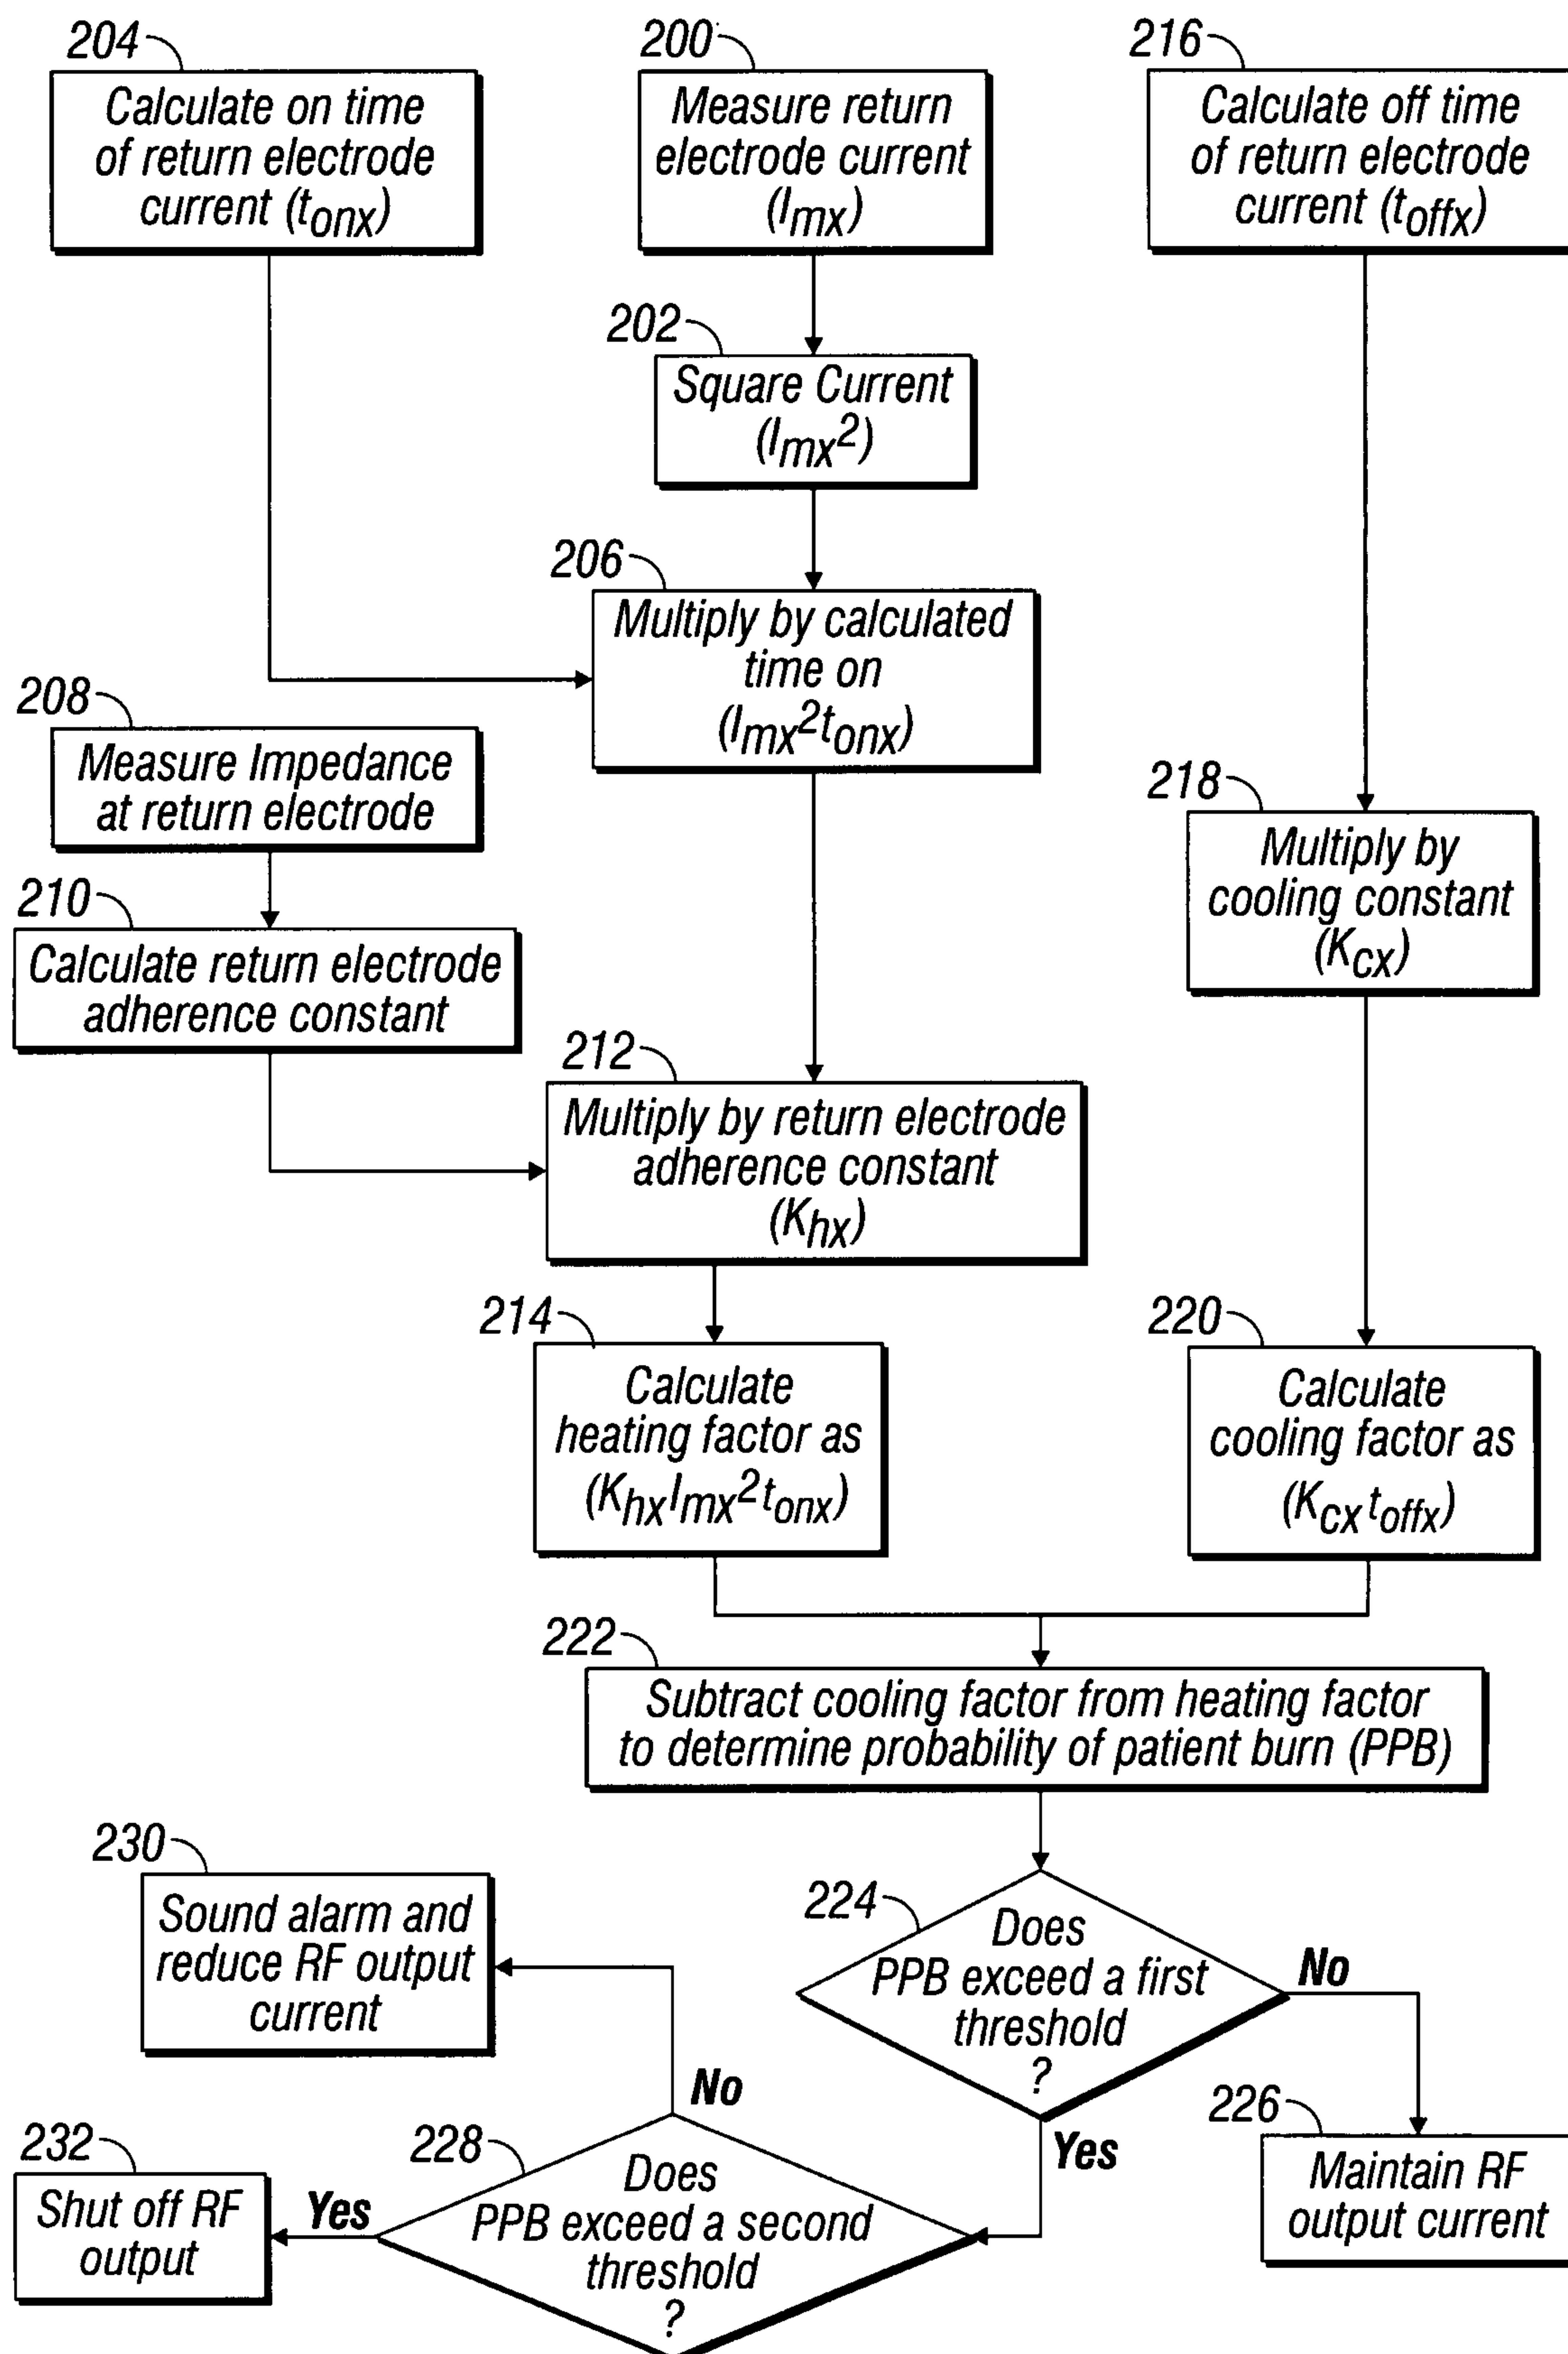 204
Calculate on time
of return electrode
current (tonx)
200
Measure return
electrode current
(Imx)
216
Calculate off time
of return electrode
current (toffx)
202
Square Current
(Imx²)
206
Multiply by calculated
time on
(Imx²tonx)
208
Measure Impedance
at return electrode
210
Calculate return electrode
adherence constant
218
Multiply by
cooling constant
(Kcx)
212
Multiply by return electrode
adherence constant
(Khx)
214
Calculate
heating factor as
(KhxImx²tonx)
220
Calculate
cooling factor as
(Kcx toffx)
222
Subtract cooling factor from heating factor
to determine probability of patient burn (PPB)
224
Does
PPB exceed a first
threshold
?
No
Yes
226
Maintain RF
output current
228
Does
PPB exceed a second
threshold
?
No
Yes
230
Sound alarm and
reduce RF output
current
232
Shut off RF
output